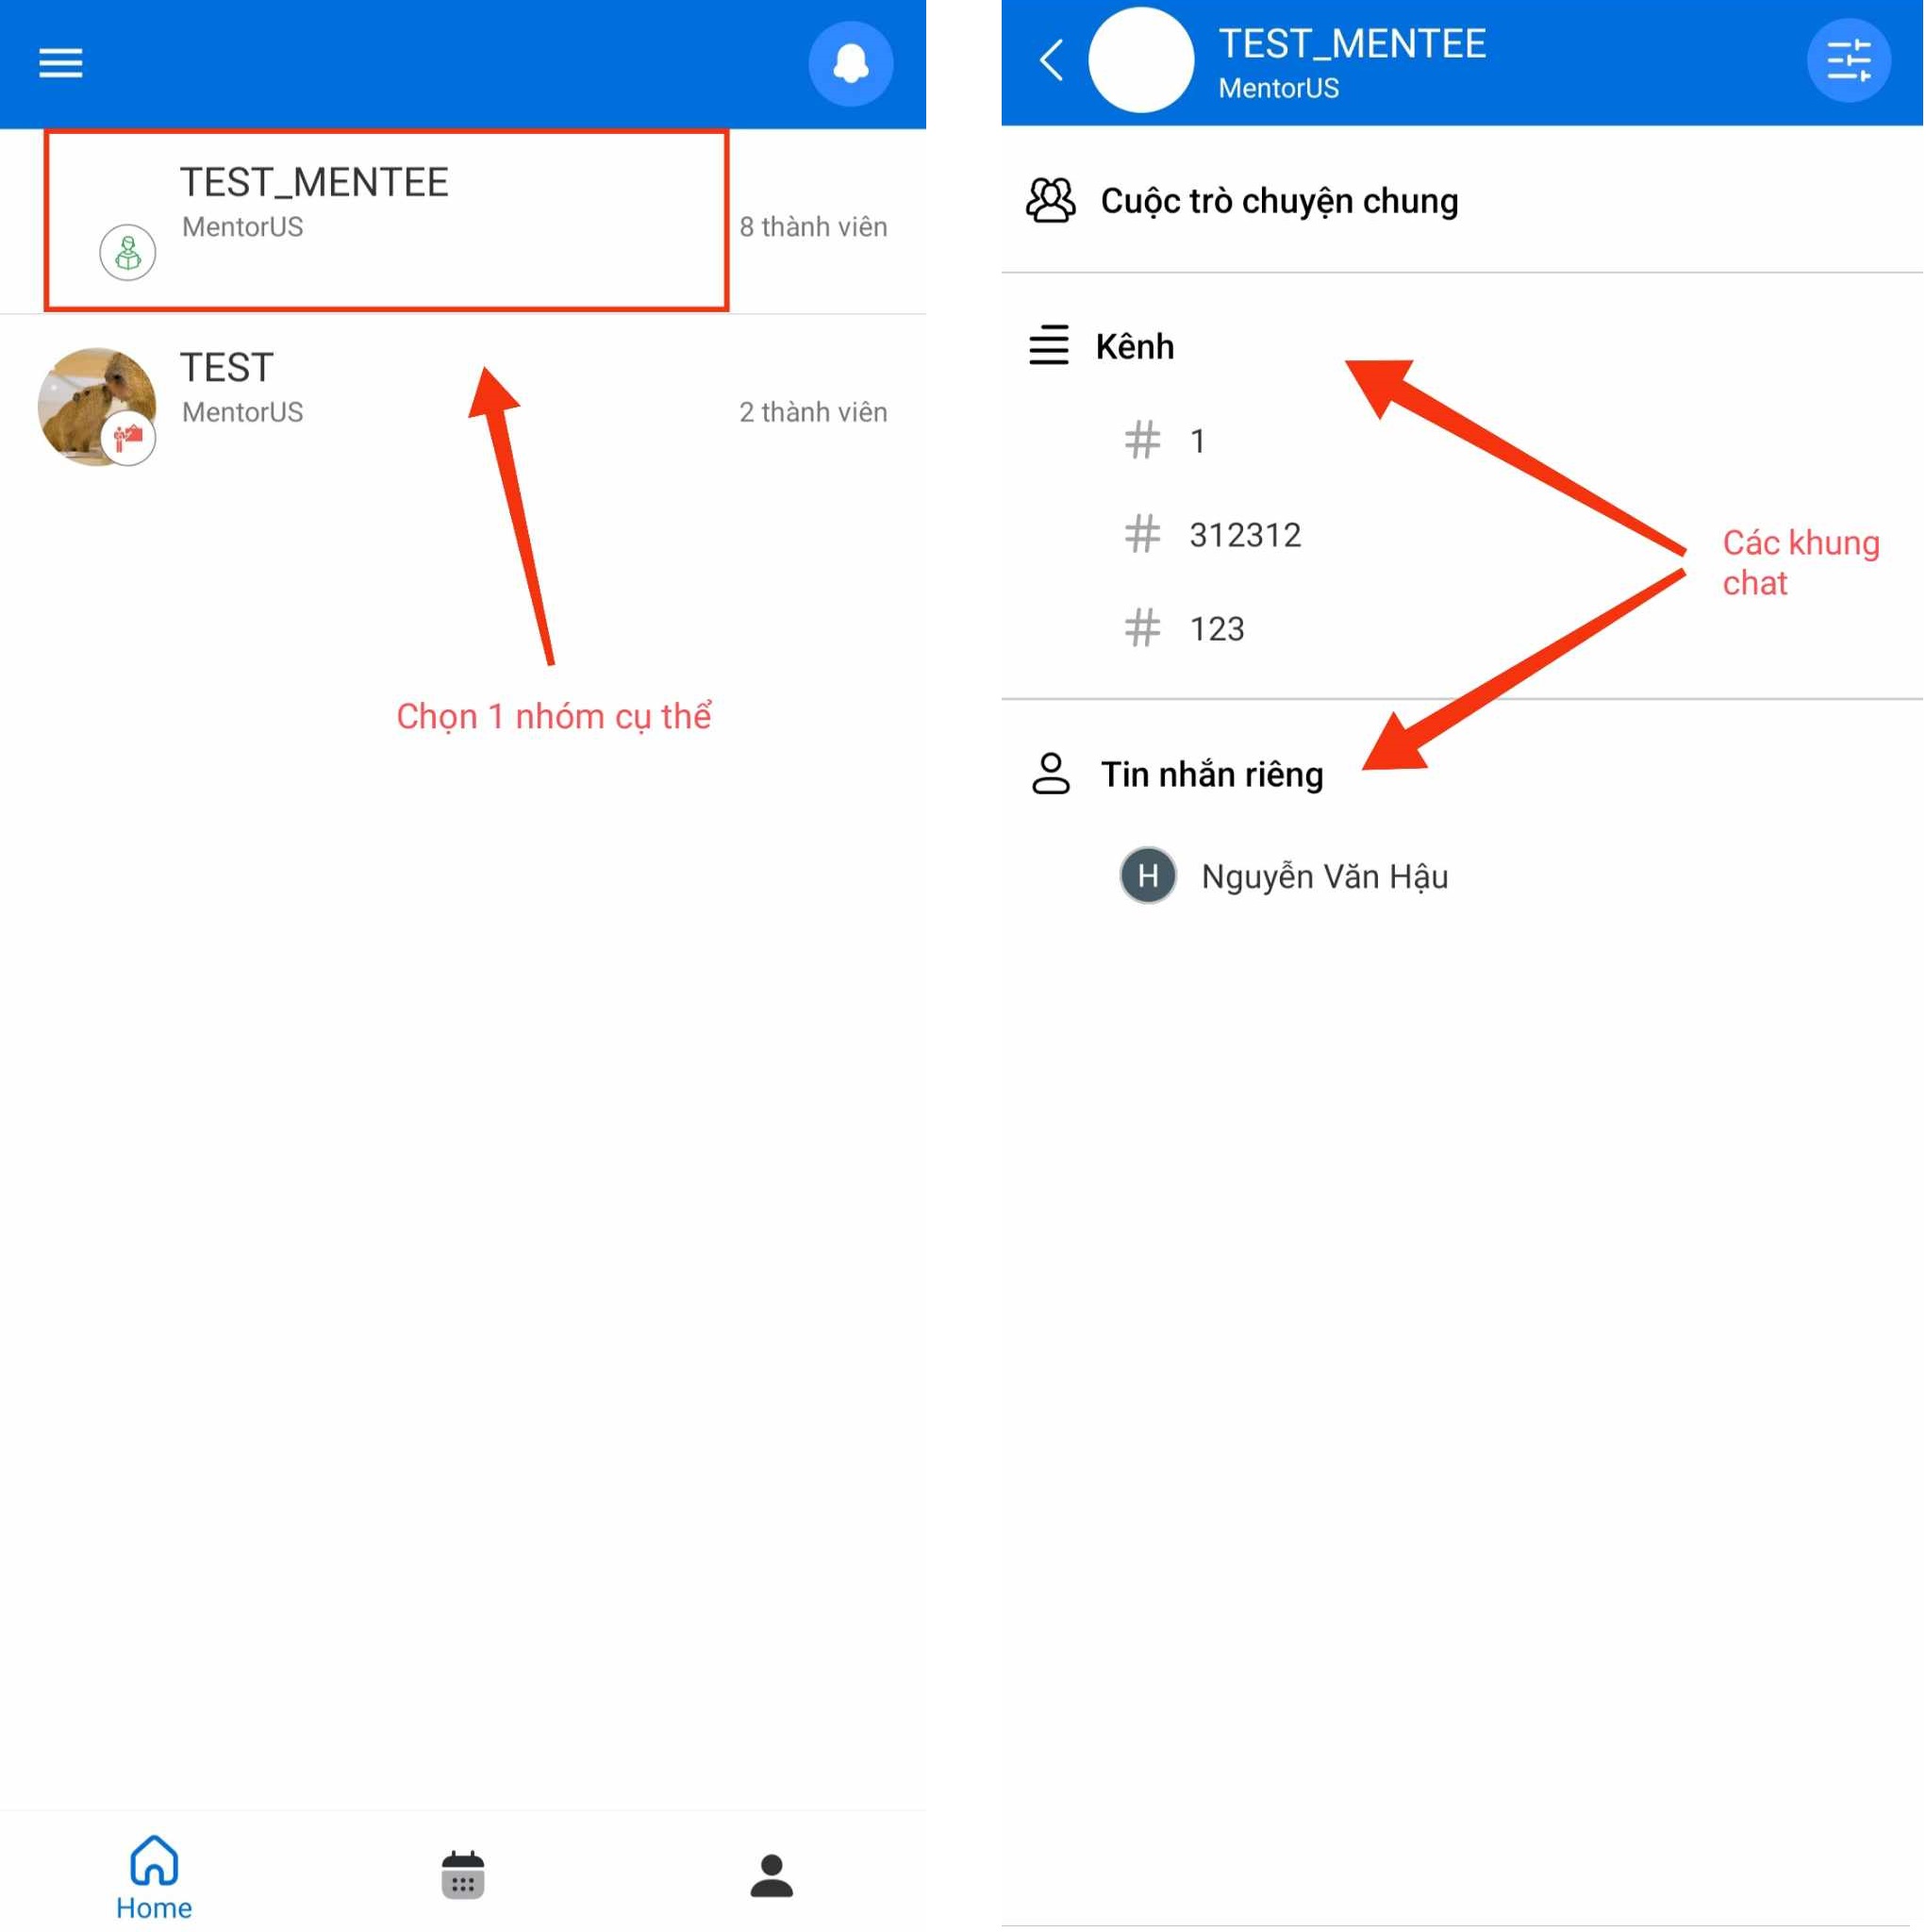 TEST_MENTEE
MentorUS
8 thành viên
TEST
MentorUS
2 thành viên
Chọn 1 nhóm cụ thể
Home
TEST_MENTEE
MentorUS
Cuộc trò chuyện chung
Kênh
# 1
# 312312
# 123
Các khung
chat
Tin nhắn riêng
H Nguyễn Văn Hậu